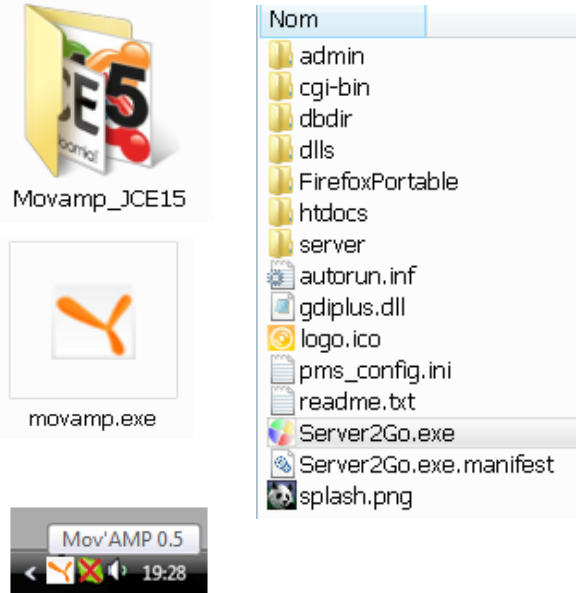 Movamp_JCE15
movamp.exe
Mov'AMP 0.5
19:28
Nom
admin
cgi-bin
dbdir
dlls
FirefoxPortable
htdocs
server
autorun.inf
gdiplus.dll
logo.ico
pms_config.ini
readme.txt
Server2Go.exe
Server2Go.exe.manifest
splash.png